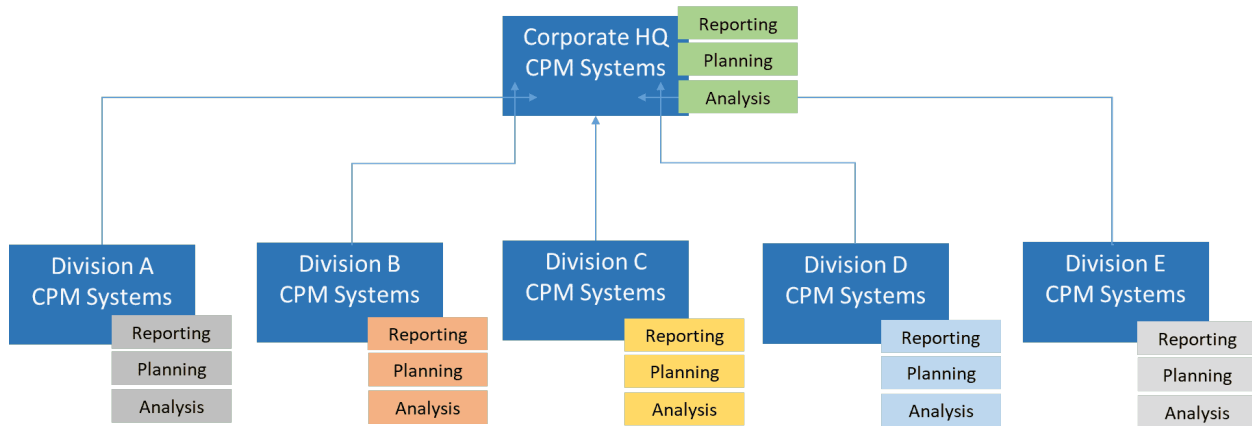 Corporate HQ
CPM Systems
Reporting
Planning
Analysis
Division A
CPM Systems
Reporting
Planning
Analysis
Division B
CPM Systems
Reporting
Planning
Analysis
Division C
CPM Systems
Reporting
Planning
Analysis
Division D
CPM Systems
Reporting
Planning
Analysis
Division E
CPM Systems
Reporting
Planning
Analysis